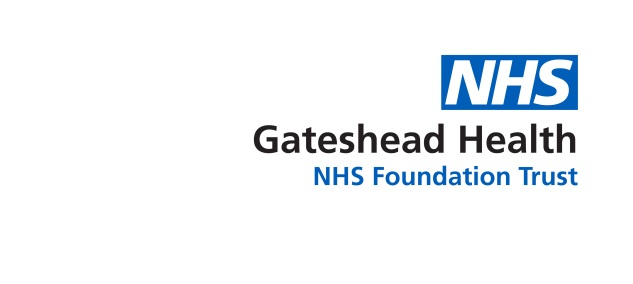 NHS
Gateshead Health
NHS Foundation Trust